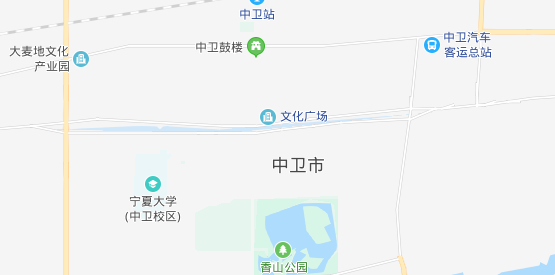 中卫站
中卫汽车
客运总站
中卫鼓楼
大麦地文化
产业园
文化广场
中卫市
宁夏大学
(中卫校区)
香山公园